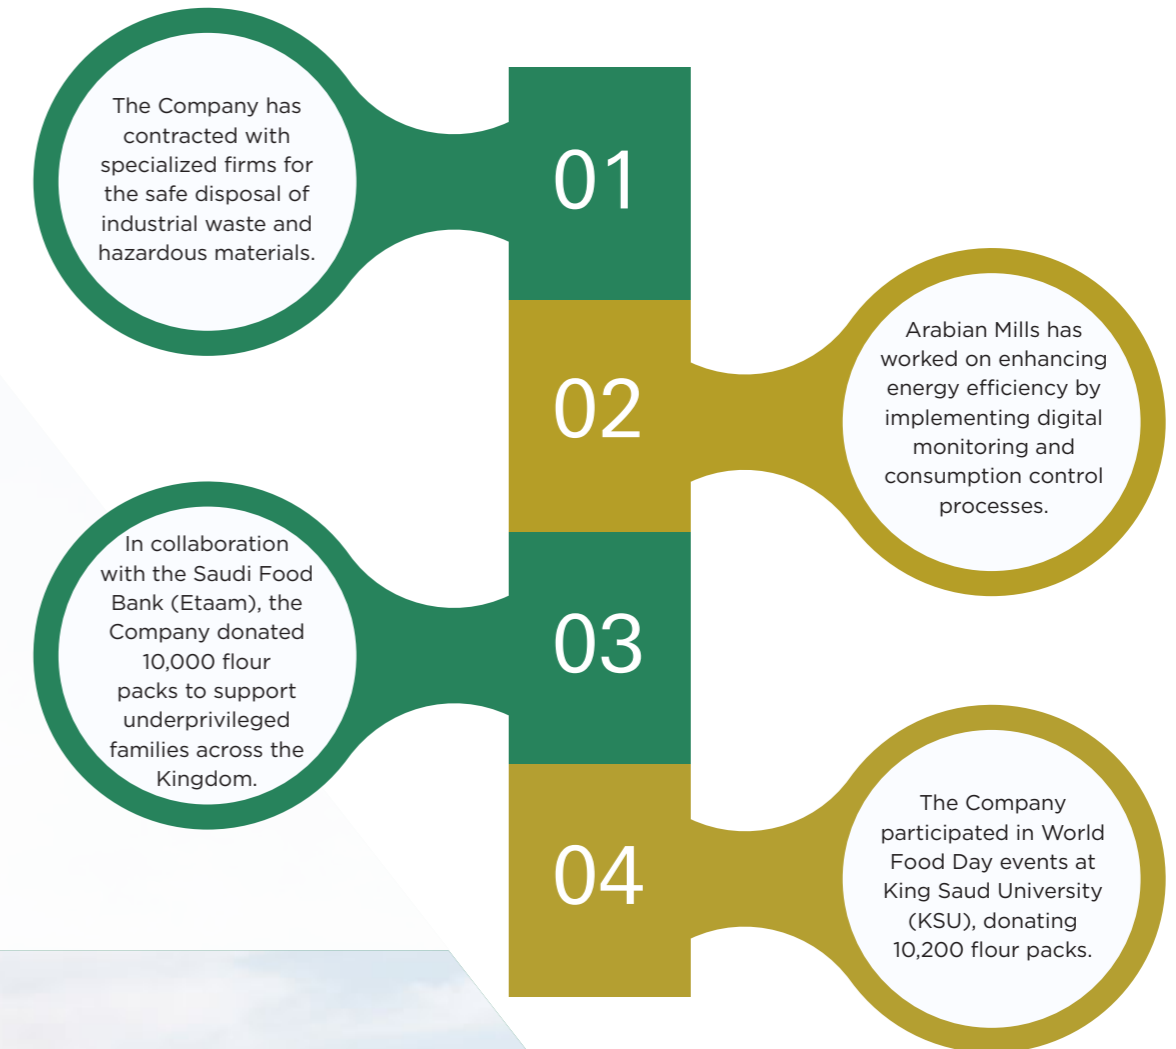 01
The Company has
contracted with
specialized firms for
the safe disposal of
industrial waste and
hazardous materials.
02
Arabian Mills has
worked on enhancing
energy efficiency by
implementing digital
monitoring and
consumption control
processes.
03
In collaboration
with the Saudi Food
Bank (Etaam), the
Company donated
10,000 flour
packs to support
underprivileged
families across the
Kingdom.
04
The Company
participated in World
Food Day events at
King Saud University
(KSU), donating
10,200 flour packs.